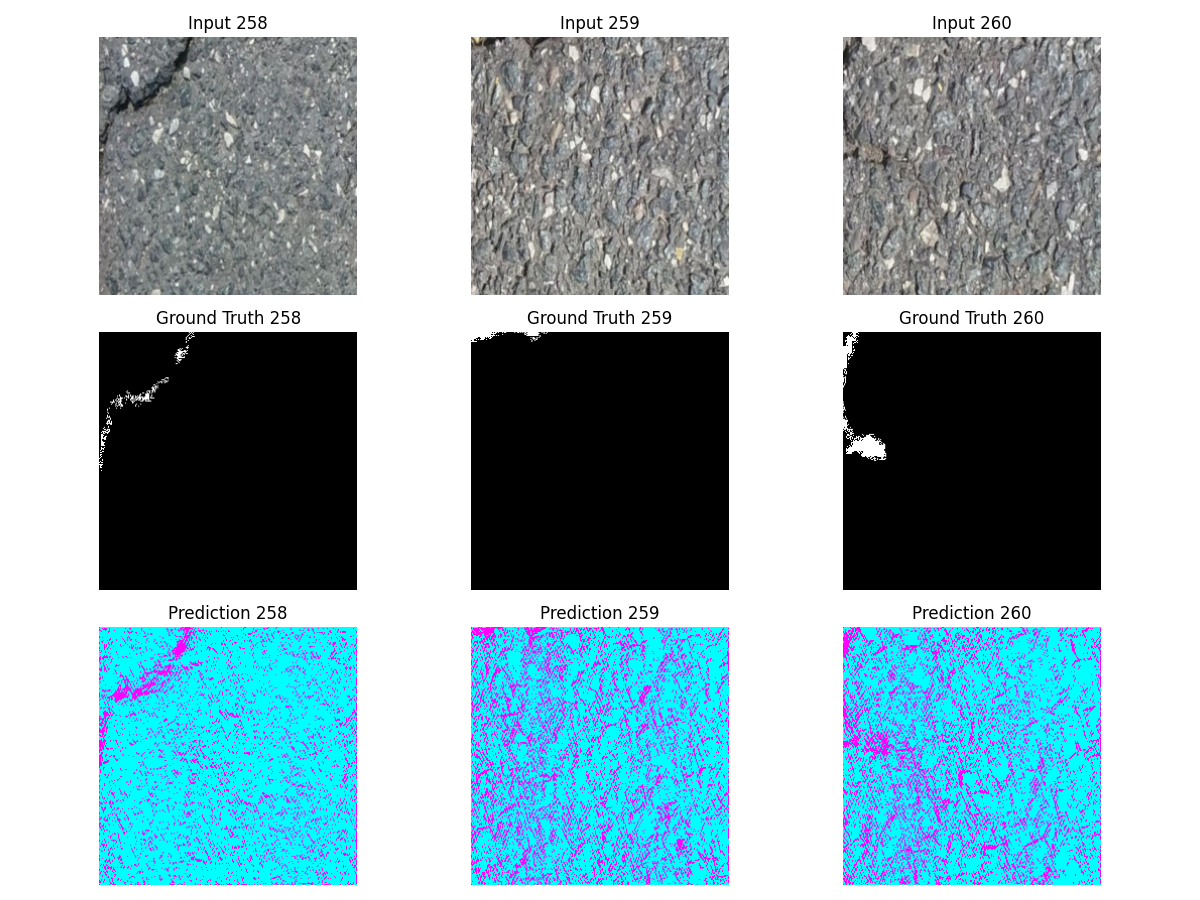 Input 258
Input 259
Input 260
Ground Truth 258
Ground Truth 259
Ground Truth 260
Prediction 258
Prediction 259
Prediction 260